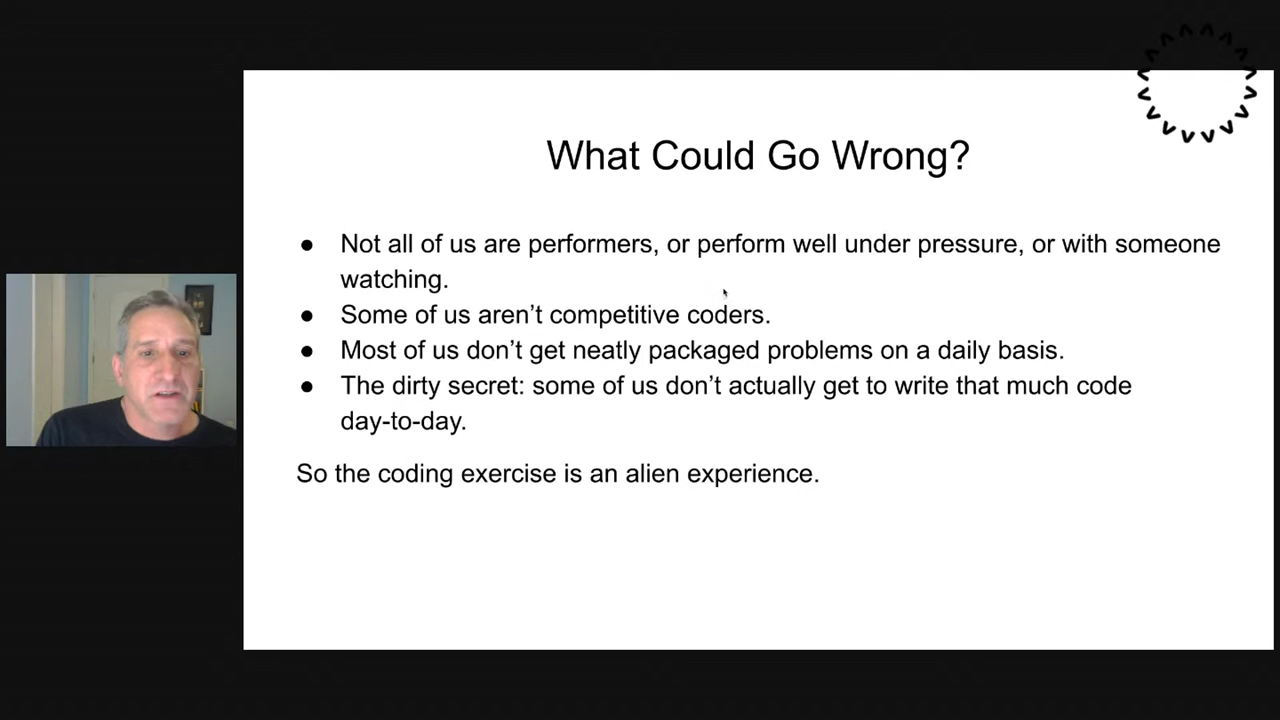 What Could Go Wrong?
● Not all of us are performers, or perform well under pressure, or with someone
watching.
● Some of us aren’t competitive coders.
● Most of us don’t get neatly packaged problems on a daily basis.
● The dirty secret: some of us don’t actually get to write that much code
day-to-day.
So the coding exercise is an alien experience.